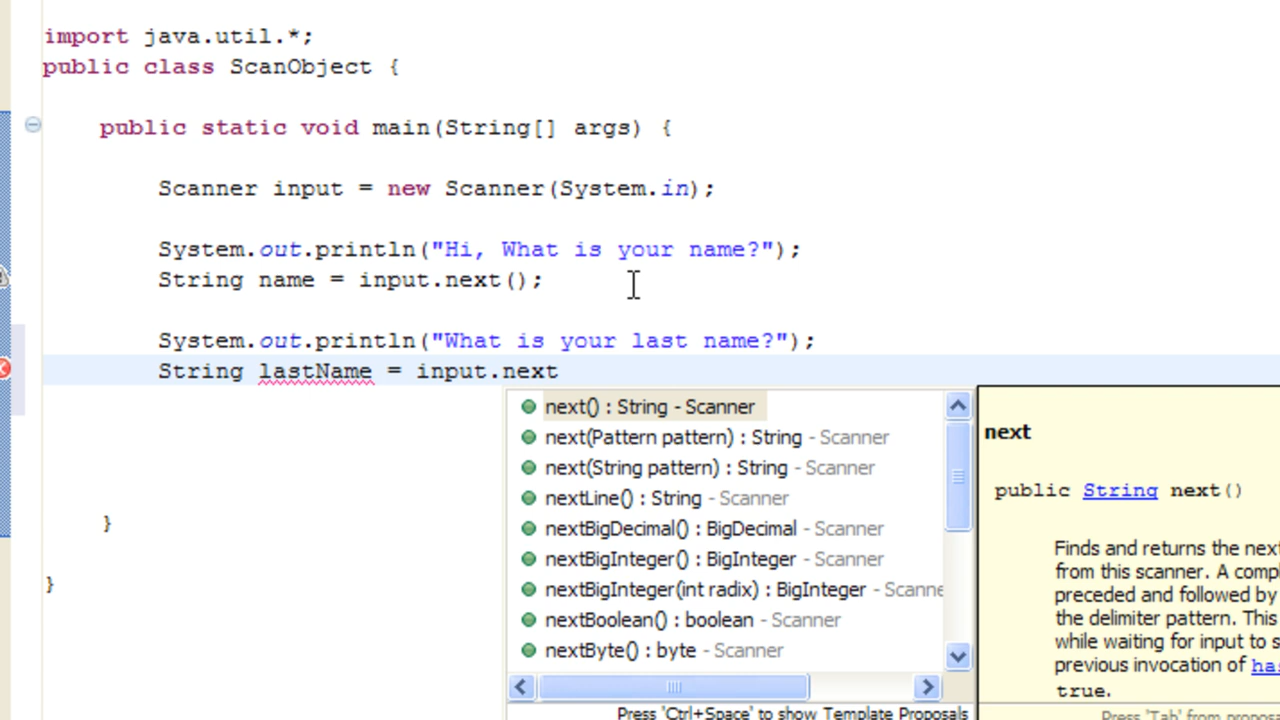 import java.util.*;
public class ScanObject {
public static void main(String[] args) {
Scanner input = new Scanner(System.in);
System.out.println("Hi, What is your name?");
String name = input.next();
System.out.println("What is your last name?");
String lastName = input.next
next() : String - Scanner
next(Pattern pattern) : String - Scanner
next(String pattern) : String - Scanner
nextLine() : String - Scanner
nextBigDecimal() : BigDecimal - Scanner
nextBigInteger() : BigInteger - Scanner
nextBigInteger(int radix) : BigInteger - Scanne
nextBoolean() : boolean - Scanner
nextByte() : byte - Scanner
Press 'Ctrl+Space' to show Template Proposals
next
public String next()
Finds and returns the next
from this scanner. A compl
preceded and followed by
the delimiter pattern. This
while waiting for input to s
previous invocation of has
true.
Press 'Tab' from proposa
}
}